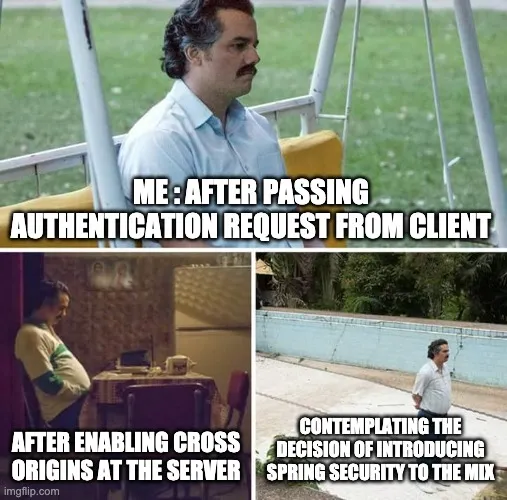 ME : AFTER PASSING
AUTHENTICATION REQUEST FROM CLIENT
AFTER ENABLING CROSS
ORIGINS AT THE SERVER
CONTEMPLATING THE
DECISION OF INTRODUCING
SPRING SECURITY TO THE MIX
imgflip.com